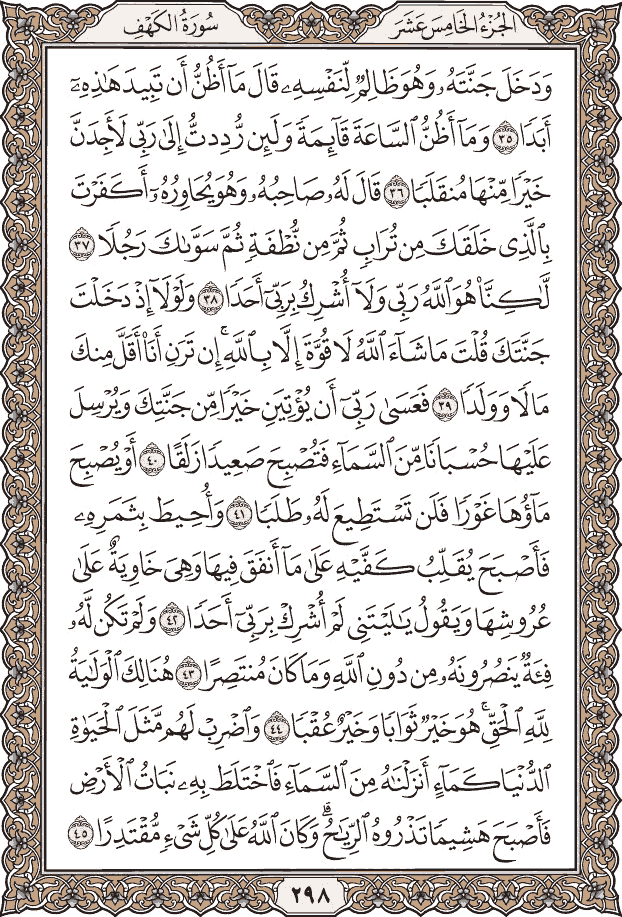 الجُزْءُ الخَامِسَ عَشَرَ
سُورَةُ الكَهْفِ
وَدَخَلَ جَنَّتَهُۥ وَهُوَ ظَالِمٞ لِّنَفۡسِهِۦ قَالَ مَآ أَظُنُّ أَن تَبِيدَ هَٰذِهِۦٓ
أَبَدٗا ٣٥ وَمَآ أَظُنُّ ٱلسَّاعَةَ قَآئِمَةٗ وَلَئِن رُّدِدتُّ إِلَىٰ رَبِّي لَأَجِدَنَّ
خَيۡرٗا مِّنۡهَا مُنقَلَبٗا ٣٦ قَالَ لَهُۥ صَاحِبُهُۥ وَهُوَ يُحَاوِرُهُۥٓ أَكَفَرۡتَ
بِٱلَّذِي خَلَقَكَ مِن تُرَابٖ ثُمَّ مِن نُّطۡفَةٖ ثُمَّ سَوَّىٰكَ رَجُلٗا ٣٧
لَّٰكِنَّا۠ هُوَ ٱللَّهُ رَبِّي وَلَآ أُشۡرِكُ بِرَبِّيٓ أَحَدٗا ٣٨ وَلَوۡلَآ إِذۡ دَخَلۡتَ
جَنَّتَكَ قُلۡتَ مَا شَآءَ ٱللَّهُ لَا قُوَّةَ إِلَّا بِٱللَّهِۚ إِن تَرَنِ أَنَا۠ أَقَلَّ مِنكَ
مَالٗا وَوَلَدٗا ٣٩ فَعَسَىٰ رَبِّيٓ أَن يُؤۡتِيَنِ خَيۡرٗا مِّن جَنَّتِكَ وَيُرۡسِلَ
عَلَيۡهَا حُسۡبَانٗا مِّنَ ٱلسَّمَآءِ فَتُصۡبِحَ صَعِيدٗا زَلَقًا ٤٠ أَوۡ يُصۡبِحَ
مَآؤُهَا غَوۡرٗا فَلَن تَسۡتَطِيعَ لَهُۥ طَلَبٗا ٤١ وَأُحِيطَ بِثَمَرِهِۦ
فَأَصۡبَحَ يُقَلِّبُ كَفَّيۡهِ عَلَىٰ مَآ أَنفَقَ فِيهَا وَهِيَ خَاوِيَةٌ عَلَىٰ
عُرُوشِهَا وَيَقُولُ يَٰلَيۡتَنِي لَمۡ أُشۡرِكۡ بِرَبِّيٓ أَحَدٗا ٤٢ وَلَمۡ تَكُن لَّهُۥ
فِئَةٞ يَنصُرُونَهُۥ مِن دُونِ ٱللَّهِ وَمَا كَانَ مُنتَصِرًا ٤٣ هُنَالِكَ ٱلۡوَلَٰيَةُ
لِلَّهِ ٱلۡحَقِّۚ هُوَ خَيۡرٞ ثَوَابٗا وَخَيۡرٌ عُقۡبٗا ٤٤ وَٱضۡرِبۡ لَهُم مَّثَلَ ٱلۡحَيَوٰةِ
ٱلدُّنۡيَا كَمَآءٍ أَنزَلۡنَٰهُ مِنَ ٱلسَّمَآءِ فَٱخۡتَلَطَ بِهِۦ نَبَاتُ ٱلۡأَرۡضِ
فَأَصۡبَحَ هَشِيمٗا تَذۡرُوهُ ٱلرِّيَٰحُۗ وَكَانَ ٱللَّهُ عَلَىٰ كُلِّ شَيۡءٖ مُّقۡتَدِرًا ٤٥
٢٩٨